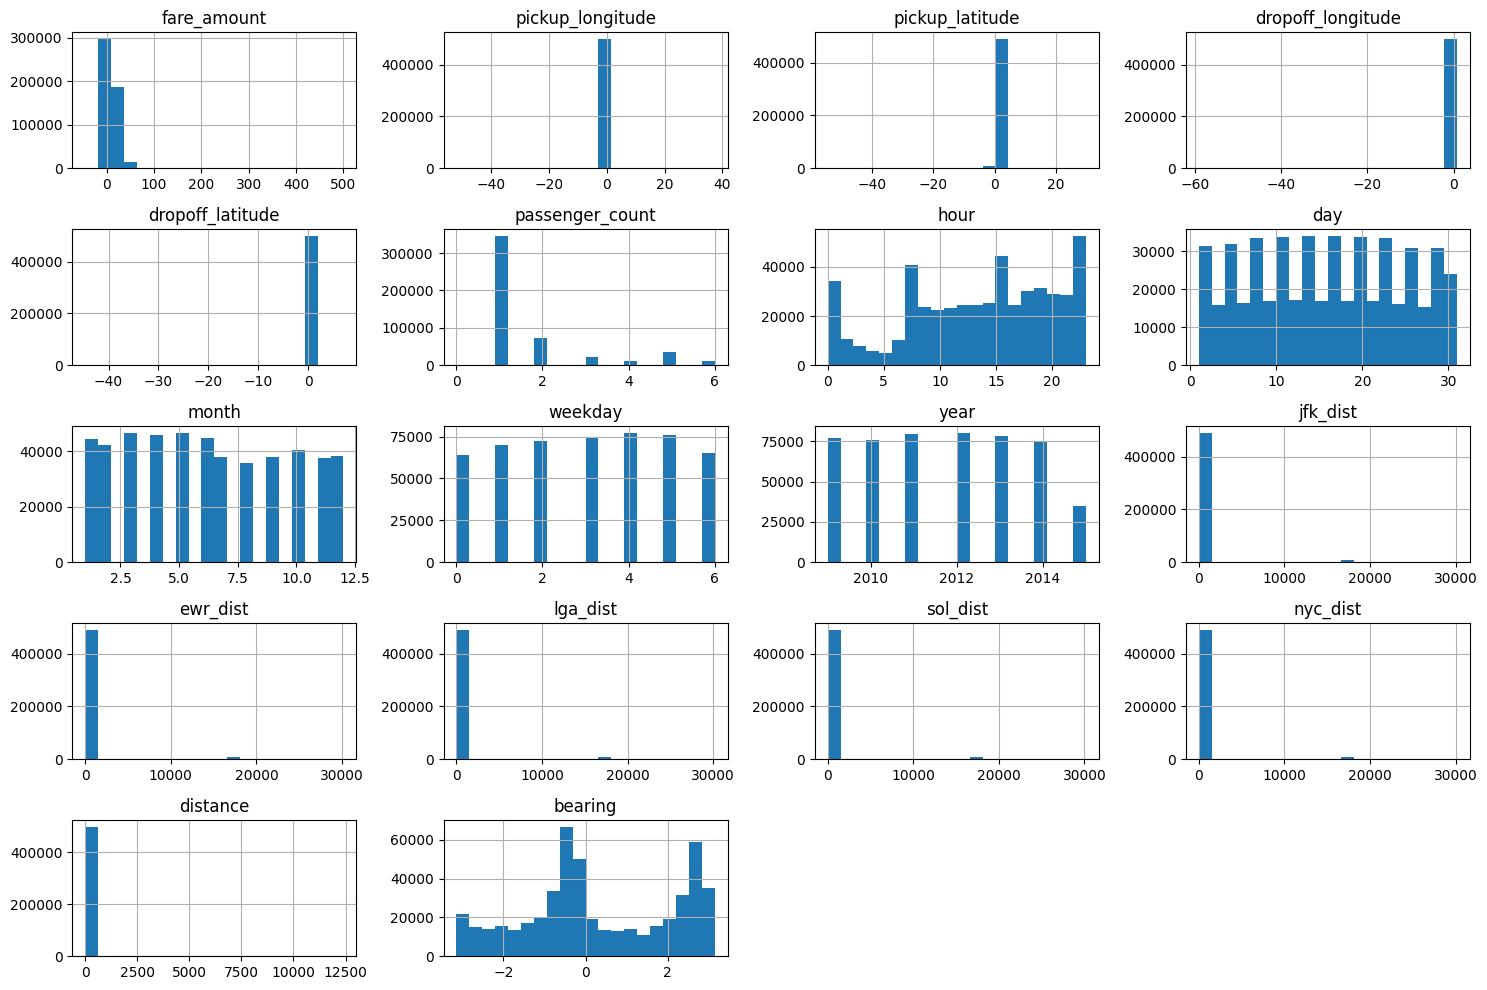 fare_amount
300000
200000
100000
0
0 100 200 300 400 500
pickup_longitude
400000
200000
0
−40 −20 0 20 40
pickup_latitude
400000
200000
0
−40 −20 0 20
dropoff_longitude
400000
200000
0
−60 −40 −20 0
dropoff_latitude
400000
200000
0
−40 −30 −20 −10 0
passenger_count
300000
200000
100000
0
0 2 4 6
hour
40000
20000
0
0 5 10 15 20
day
30000
20000
10000
0
0 10 20 30
month
40000
20000
0
2.5 5.0 7.5 10.0 12.5
weekday
75000
50000
25000
0
0 2 4 6
year
75000
50000
25000
0
2010 2012 2014
jfk_dist
400000
200000
0
0 10000 20000 30000
ewr_dist
400000
200000
0
0 10000 20000 30000
lga_dist
400000
200000
0
0 10000 20000 30000
sol_dist
400000
200000
0
0 10000 20000 30000
nyc_dist
400000
200000
0
0 10000 20000 30000
distance
400000
200000
0
0 2500 5000 7500 10000 12500
bearing
60000
40000
20000
0
−2 0 2